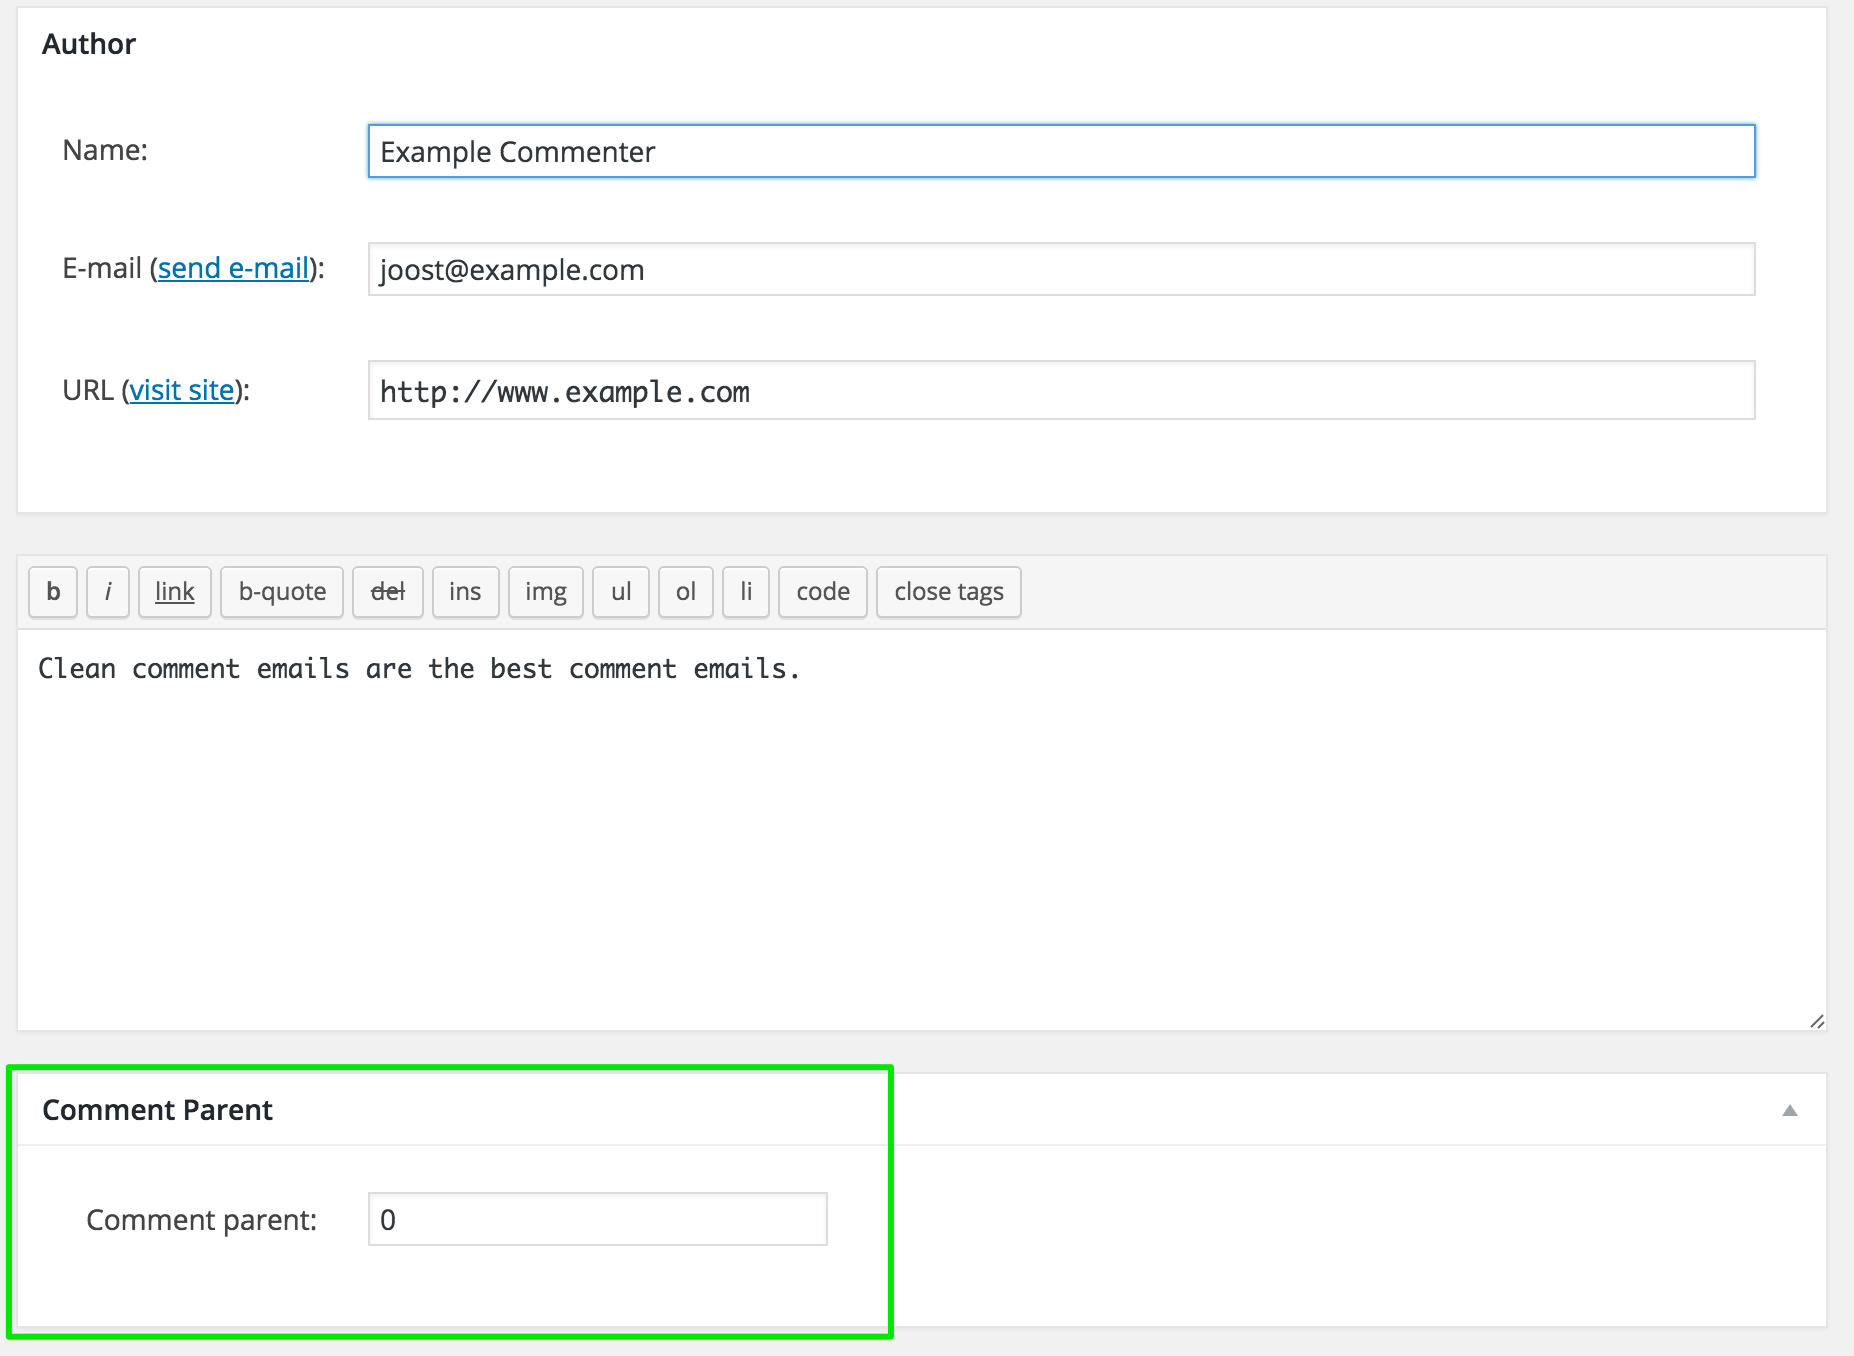 Author
Name: Example Commenter
E-mail (send e-mail): joost@example.com
URL (visit site): http://www.example.com
b i link b-quote del ins img ul ol li code close tags
Clean comment emails are the best comment emails.
Comment Parent
Comment parent: 0